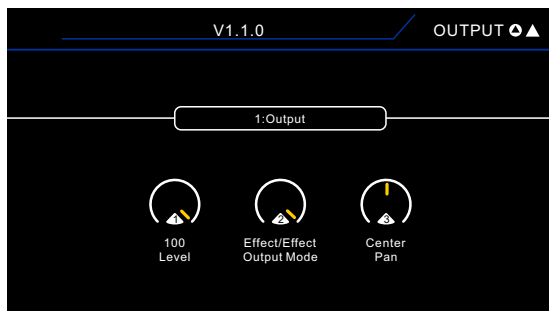 V1.1.0
OUTPUT
1:Output
1
2
3
100
Level
Effect/Effect
Output Mode
Center
Pan